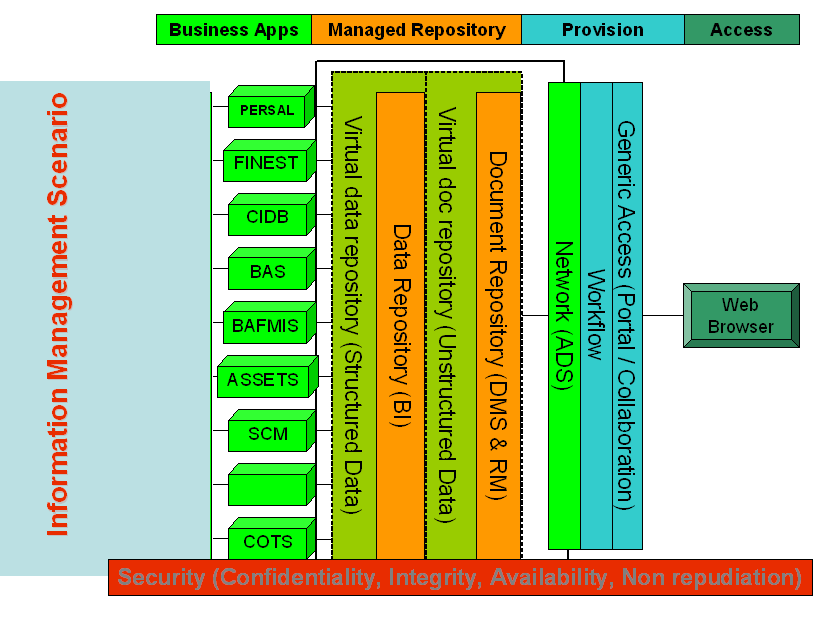 Business Apps
Managed Repository
Provision
Access
Information Management Scenario
PERSAL
FINEST
CIDB
BAS
BAFMIS
ASSETS
SCM
COTS
Virtual data repository (Structured Data)
Data Repository (BI)
Virtual doc repository (Unstructured Data)
Document Repository (DMS & RM)
Network (ADS)
Workflow
Generic Access (Portal / Collaboration)
Web
Browser
Security (Confidentiality, Integrity, Availability, Non repudiation)